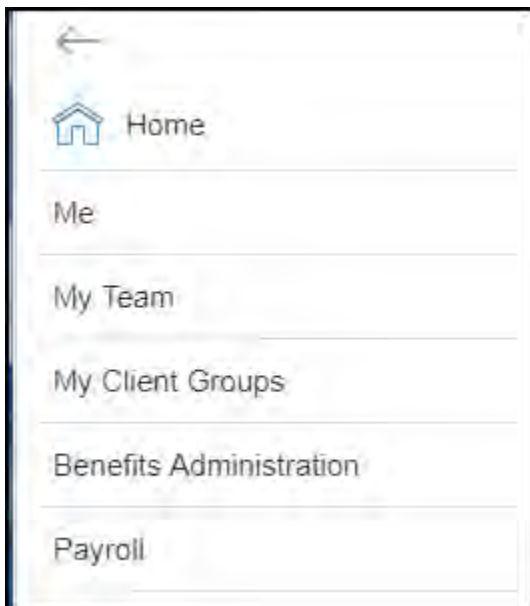 Home
Me
My Team
My Client Groups
Benefits Administration
Payroll